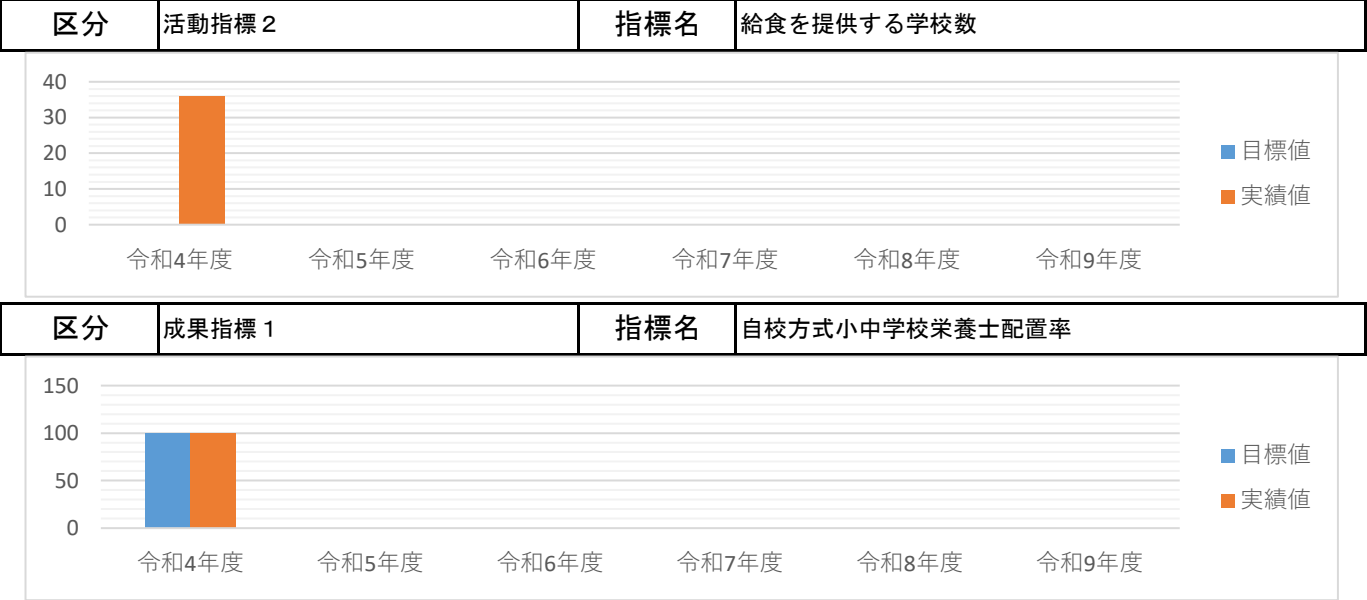 区分 活動指標２ 指標名 給食を提供する学校数
40
30
20
10
0
令和4年度 令和5年度 令和6年度 令和7年度 令和8年度 令和9年度
目標値
実績値
区分 成果指標１ 指標名 自校方式小中学校栄養士配置率
150
100
50
0
令和4年度 令和5年度 令和6年度 令和7年度 令和8年度 令和9年度
目標値
実績値